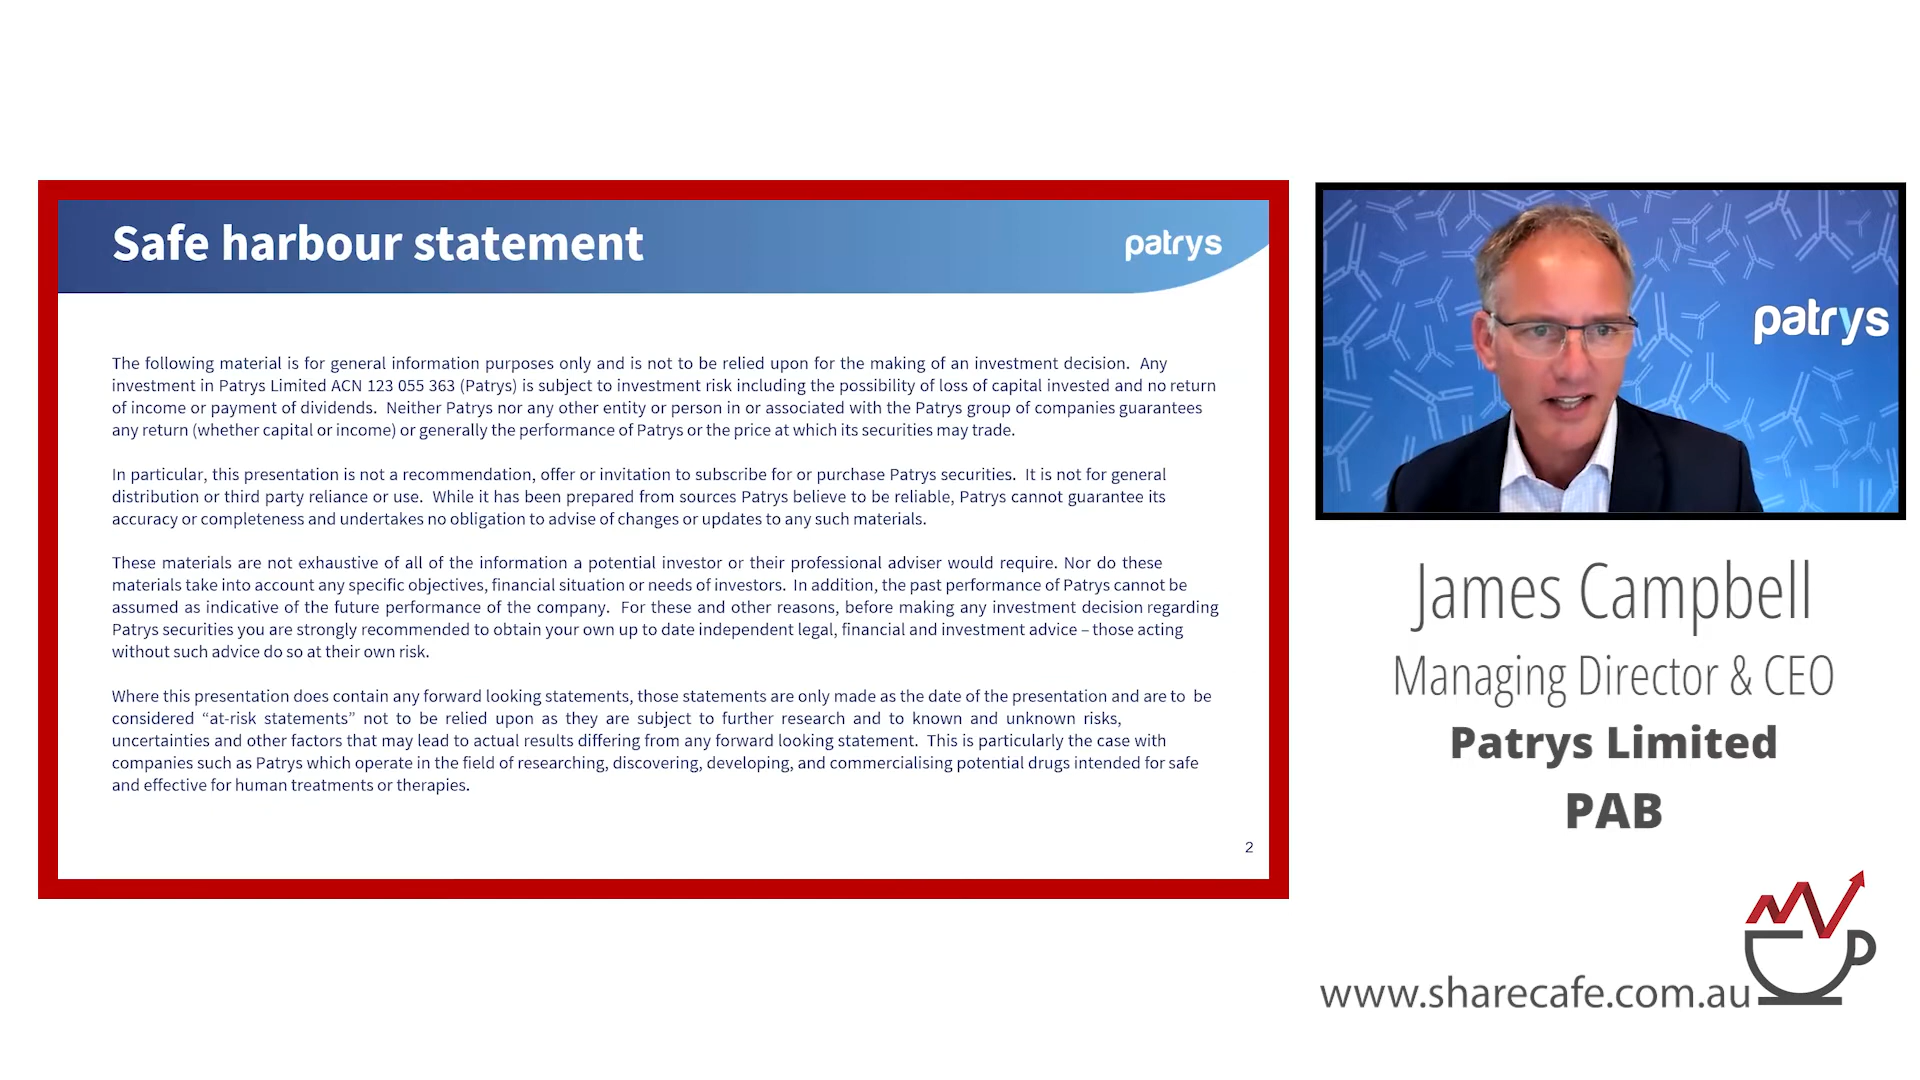 Safe harbour statement
patrys
The following material is for general information purposes only and is not to be relied upon for the making of an investment decision. Any
investment in Patrys Limited ACN 123 055 363 (Patrys) is subject to investment risk including the possibility of loss of capital invested and no return
of income or payment of dividends. Neither Patrys nor any other entity or person in or associated with the Patrys group of companies guarantees
any return (whether capital or income) or generally the performance of Patrys or the price at which its securities may trade.
In particular, this presentation is not a recommendation, offer or invitation to subscribe for or purchase Patrys securities. It is not for general
distribution or third party reliance or use. While it has been prepared from sources Patrys believe to be reliable, Patrys cannot guarantee its
accuracy or completeness and undertakes no obligation to advise of changes or updates to any such materials.
These materials are not exhaustive of all of the information a potential investor or their professional adviser would require. Nor do these
materials take into account any specific objectives, financial situation or needs of investors. In addition, the past performance of Patrys cannot be
assumed as indicative of the future performance of the company. For these and other reasons, before making any investment decision regarding
Patrys securities you are strongly recommended to obtain your own up to date independent legal, financial and investment advice – those acting
without such advice do so at their own risk.
Where this presentation does contain any forward looking statements, those statements are only made as the date of the presentation and are to be
considered “at-risk statements” not to be relied upon as they are subject to further research and to known and unknown risks,
uncertainties and other factors that may lead to actual results differing from any forward looking statement. This is particularly the case with
companies such as Patrys which operate in the field of researching, discovering, developing, and commercialising potential drugs intended for safe
and effective for human treatments or therapies.
2
patrys
James Campbell
Managing Director & CEO
Patrys Limited
PAB
www.sharecafe.com.au